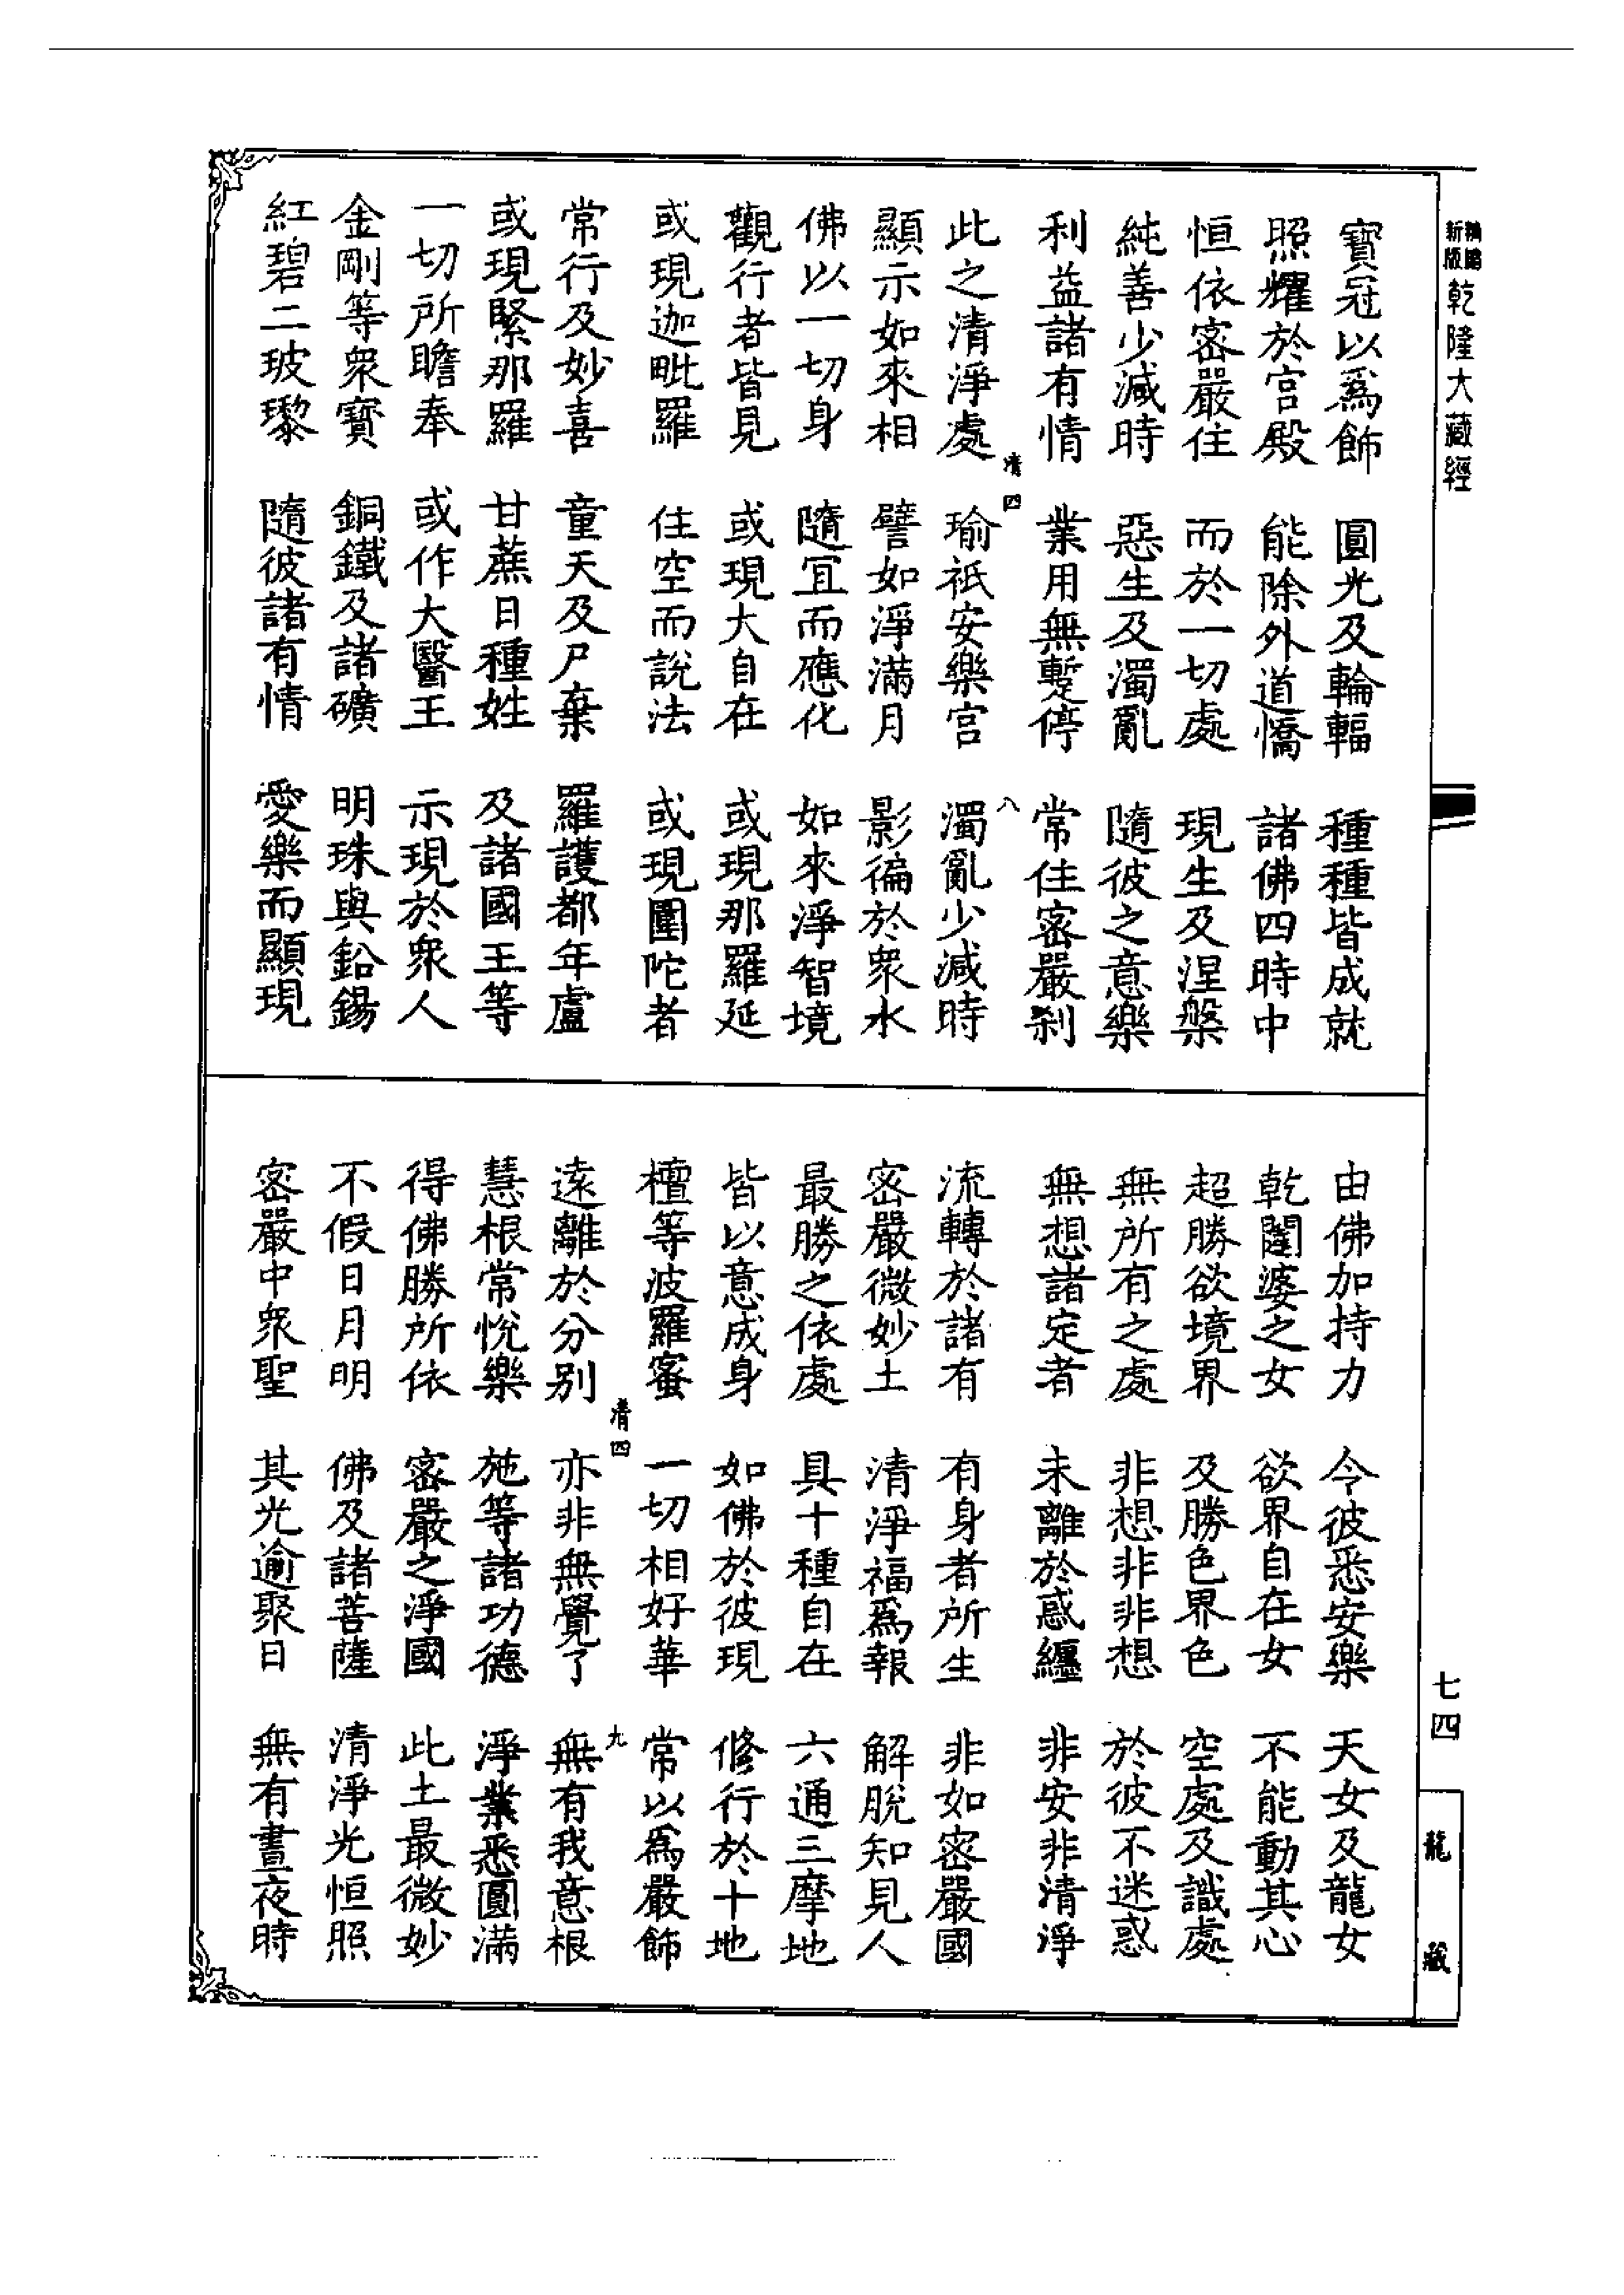 新版 乾隆大藏經
寶冠以爲飾 圓光及輪輻 種種皆成就
照耀於宮殿 能除外道憍 諸佛四時中
恒依密嚴住 而於一切處 現生及涅槃
純善少減時 惡生及濁亂 隨彼之意樂
利益諸有情 業用無暫停 常住密嚴剎
清四 八
此之清淨處 瑜祇安樂宮 濁亂少減時
顯示如來相 譬如淨滿月 影徧於衆水
佛以一切身 隨宜而應化 如來淨智境
觀行者皆見 或現大自在 或現那羅延
或現迦毗羅 住空而說法 或現圍陀者
常行及妙喜 童天及尸棄 羅護都年盧
或現緊那羅 甘蔗日種姓 及諸國王等
一切所瞻奉 或作大醫王 示現於衆人
金剛等衆寶 銅鐵及諸礦 明珠與鉛錫
紅碧二玻瓈 隨彼諸有情 愛樂而顯現
由佛加持力 令彼悉安樂 天女及龍女
乾闥婆之女 欲界自在女 不能動其心
超勝欲境界 及勝色界色 空處及識處
無所有之處 非想非非想 於彼不迷惑
無想諸定者 未離於惑纏 非安非清淨
流轉於諸有 有身者所生 非如密嚴國
密嚴微妙土 清淨福爲報 解脫知見人
最勝之依處 具十種自在 六通三摩地
皆以意成身 如佛於彼現 修行於十地
檀等波羅蜜 一切相好華 常以爲嚴飾
清四 九
遠離於分別 亦非無覺了 無有我意根
慧根常悅樂 施等諸功德 淨業悉圓滿
得佛勝所依 密嚴之淨國 此土最微妙
不假日月明 佛及諸菩薩 清淨光恒照
密嚴中衆聖 其光逾聚日 無有晝夜時
七四
龍藏